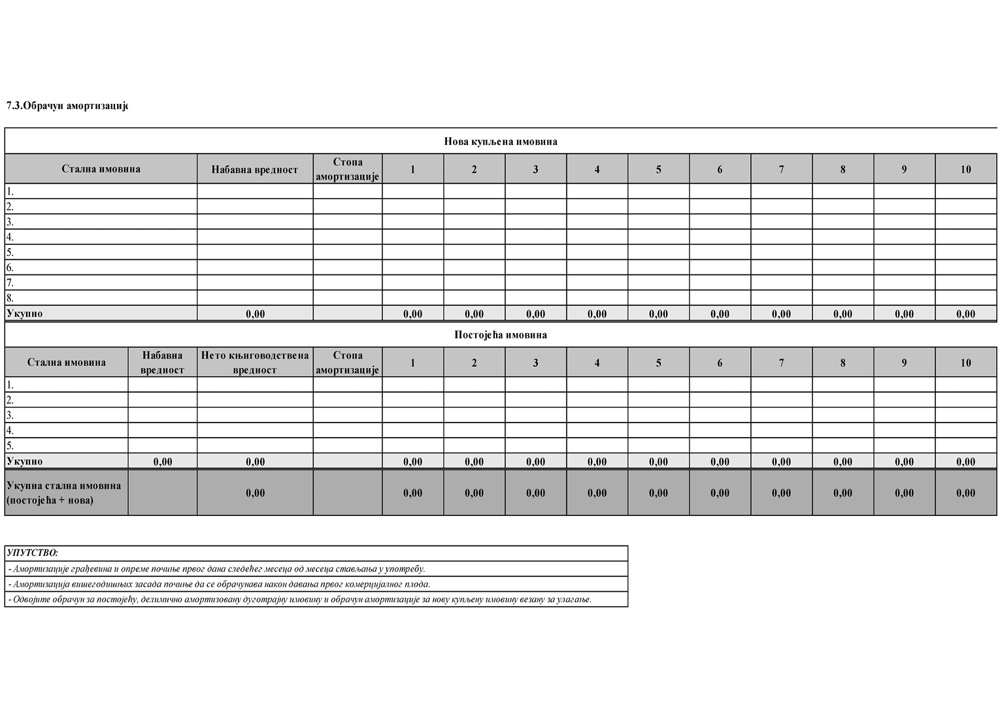 7.3.Обрачун амортизациј
Нова купљена имовина
Стална имовина Набавна вредност Стопа амортизације 1 2 3 4 5 6 7 8 9 10
1.
2.
3.
4.
5.
6.
7.
8.
Укупно 0,00 0,00 0,00 0,00 0,00 0,00 0,00 0,00 0,00 0,00 0,00
Постојећа имовина
Стална имовина Набавна вредност Нето књиговодствена вредност Стопа амортизације 1 2 3 4 5 6 7 8 9 10
1.
2.
3.
4.
5.
Укупно 0,00 0,00 0,00 0,00 0,00 0,00 0,00 0,00 0,00 0,00 0,00 0,00
Укупна стална имовина
(постојећа + нова) 0,00 0,00 0,00 0,00 0,00 0,00 0,00 0,00 0,00 0,00 0,00
УПУТСТВО:
- Амортизације грађевина и опреме почиње првог дана следећег месеца од месеца стављања у употребу.
- Амортизација вишегодишњих засада почиње да се обрачунава након давања првог комерцијалног плода.
- Одвојите обрачун за постојећу, делимично амортизовану дуготрајну имовину и обрачун амортизације за нову купљену имовину везану за улагање.